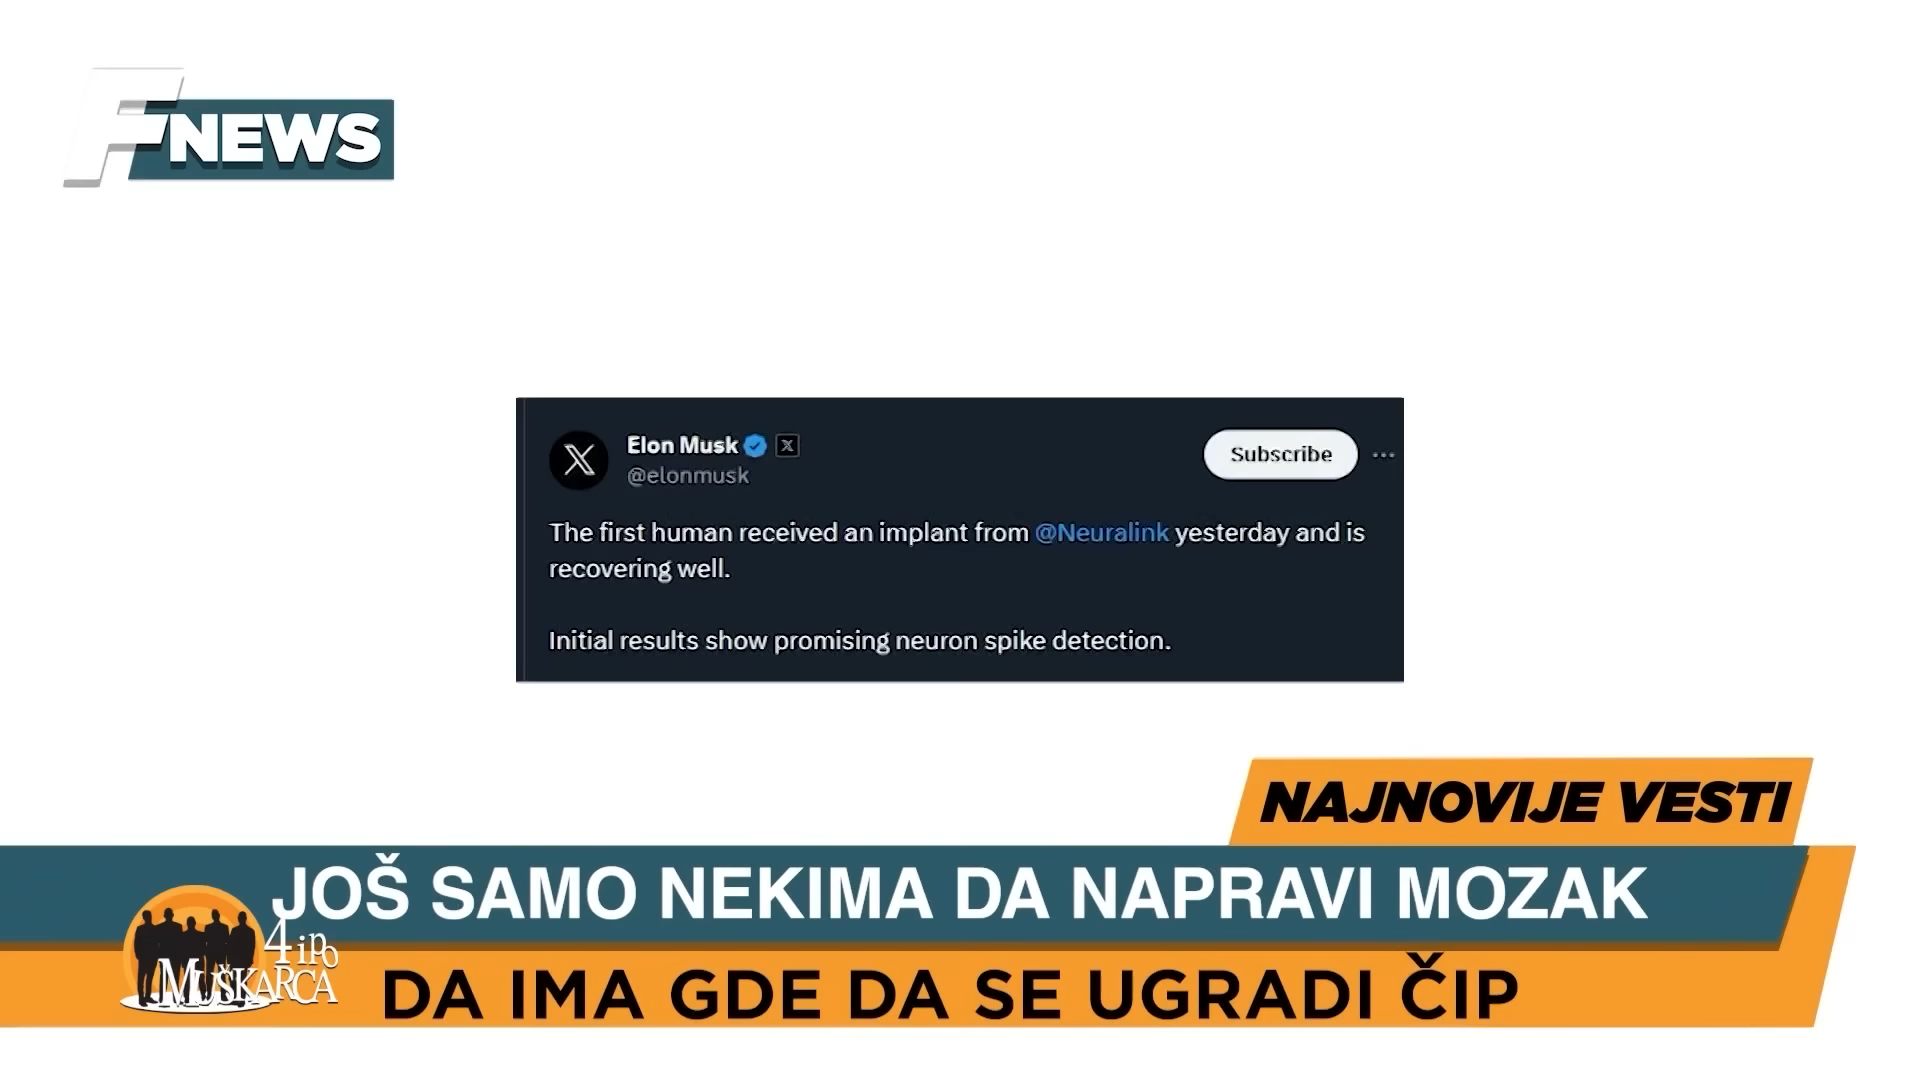 FNEWS
Elon Musk
@elonmusk
Subscribe
The first human received an implant from @Neuralink yesterday and is
recovering well.
Initial results show promising neuron spike detection.
NAJNOVIJE VESTI
JOŠ SAMO NEKIMA DA NAPRAVI MOZAK
4 i po
MUŠKARCA
DA IMA GDE DA SE UGRADI ČIP